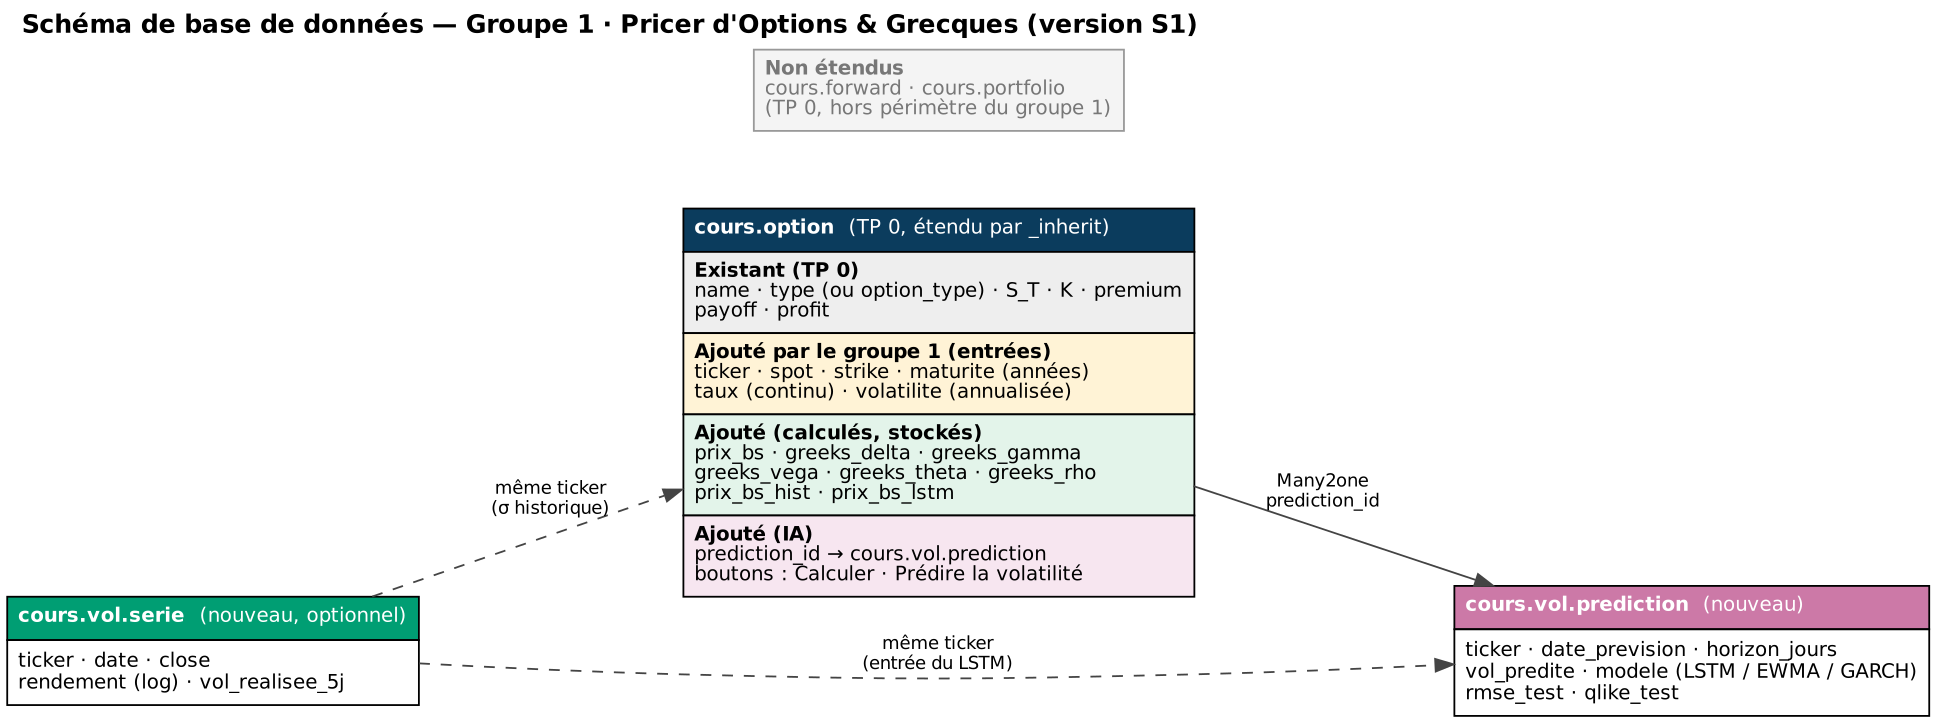 Schéma de base de données — Groupe 1 · Pricer d'Options & Grecques (version S1)
Non étendus
cours.forward · cours.portfolio
(TP 0, hors périmètre du groupe 1)
cours.option (TP 0, étendu par _inherit)
Existant (TP 0)
name · type (ou option_type) · S_T · K · premium
payoff · profit
Ajouté par le groupe 1 (entrées)
ticker · spot · strike · maturite (années)
taux (continu) · volatilite (annualisée)
Ajouté (calculés, stockés)
prix_bs · greeks_delta · greeks_gamma
greeks_vega · greeks_theta · greeks_rho
prix_bs_hist · prix_bs_lstm
Ajouté (IA)
prediction_id → cours.vol.prediction
boutons : Calculer · Prédire la volatilité
même ticker
(σ historique)
Many2one
prediction_id
cours.vol.serie (nouveau, optionnel)
ticker · date · close
rendement (log) · vol_realisee_5j
même ticker
(entrée du LSTM)
cours.vol.prediction (nouveau)
ticker · date_prevision · horizon_jours
vol_predite · modele (LSTM / EWMA / GARCH)
rmse_test · qlike_test